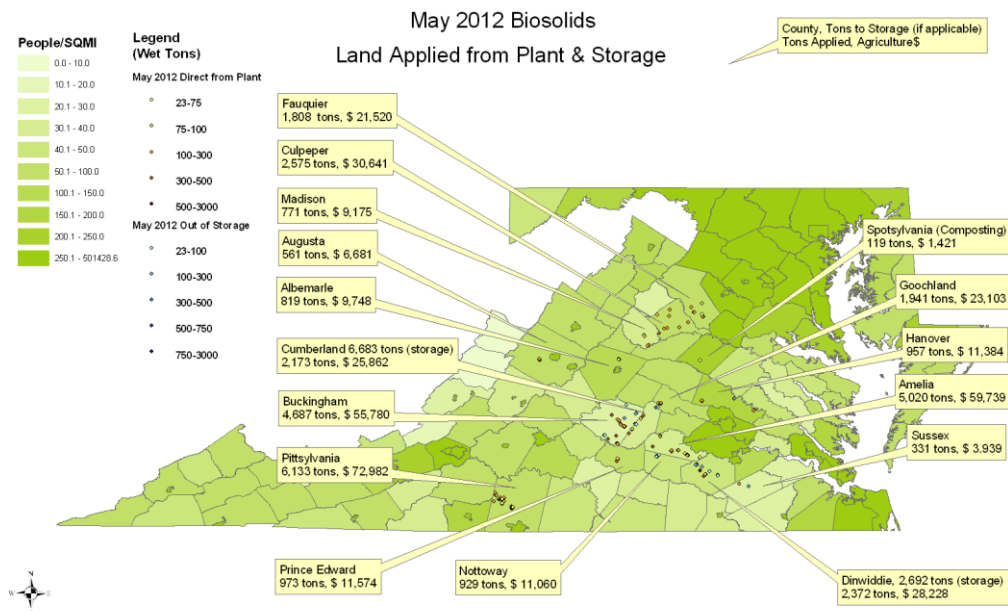 May 2012 Biosolids
Land Applied from Plant & Storage
County, Tons to Storage (if applicable)
Tons Applied, Agriculture$
People/SQMI
0.0 - 10.0
10.1 - 20.0
20.1 - 30.0
30.1 - 40.0
40.1 - 50.0
50.1 - 100.0
100.1 - 150.0
150.1 - 200.0
200.1 - 250.0
250.1 - 501428.6
Legend
(Wet Tons)
May 2012 Direct from Plant
23-75
75-100
100-300
300-500
500-3000
May 2012 Out of Storage
23-100
100-300
300-500
500-750
750-3000
Fauquier
1,808 tons, $ 21,520
Culpeper
2,575 tons, $ 30,641
Madison
771 tons, $ 9,175
Augusta
561 tons, $ 6,681
Albemarle
819 tons, $ 9,748
Cumberland 6,683 tons (storage)
2,173 tons, $ 25,862
Buckingham
4,687 tons, $ 55,780
Pittsylvania
6,133 tons, $ 72,982
Prince Edward
973 tons, $ 11,574
Nottoway
929 tons, $ 11,060
Spotsylvania (Composting)
119 tons, $ 1,421
Goochland
1,941 tons, $ 23,103
Hanover
957 tons, $ 11,384
Amelia
5,020 tons, $ 59,739
Sussex
331 tons, $ 3.939
Dinwiddie, 2,692 tons (storage)
2,372 tons, $ 28,228
N
W E
S